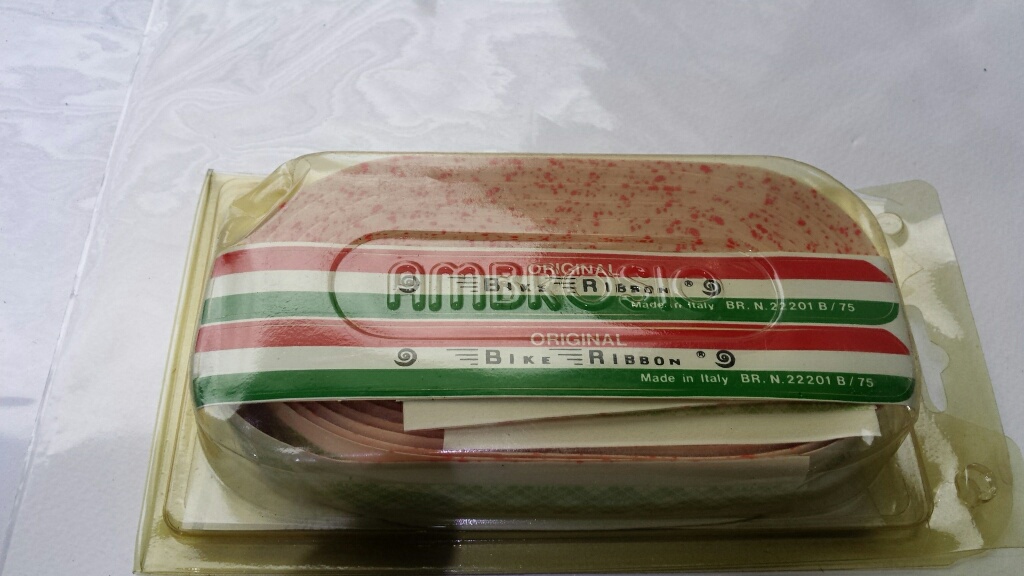 AMBROSIO
ORIGINAL
BIKE RIBBON ®
Made in Italy BR. N. 22201 B / 75
ORIGINAL
BIKE RIBBON ®
Made in Italy BR. N. 22201 B / 75